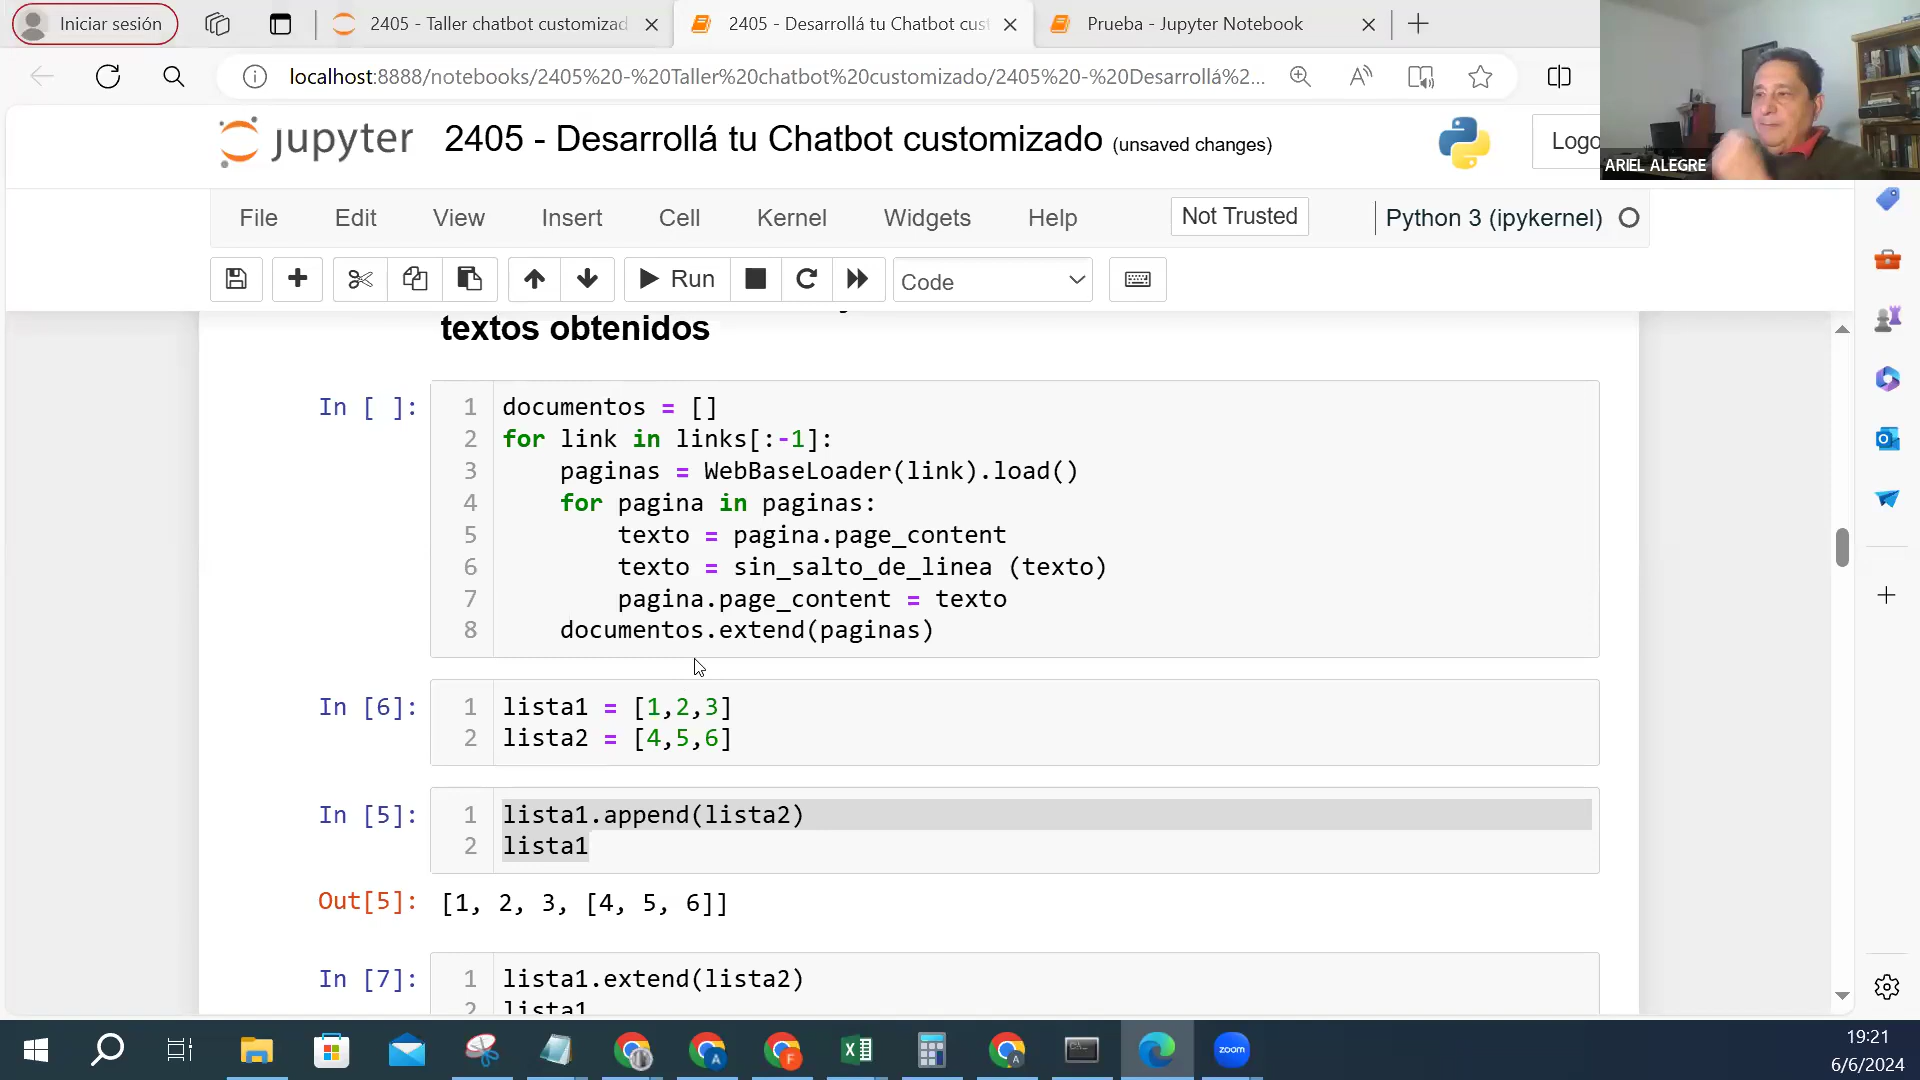 Iniciar sesión
2405 - Taller chatbot customizad
2405 - Desarrollá tu Chatbot cust
Prueba - Jupyter Notebook
localhost:8888/notebooks/2405%20-%20Taller%20chatbot%20customizado/2405%20-%20Desarrollá%2...
jupyter
2405 - Desarrollá tu Chatbot customizado (unsaved changes)
Logo
ARIEL ALEGRE
File Edit View Insert Cell Kernel Widgets Help
Not Trusted
Python 3 (ipykernel)
Run
Code
textos obtenidos
In [ ]:
1 documentos = []
2 for link in links[:-1]:
3 paginas = WebBaseLoader(link).load()
4 for pagina in paginas:
5 texto = pagina.page_content
6 texto = sin_salto_de_linea (texto)
7 pagina.page_content = texto
8 documentos.extend(paginas)
In [6]:
1 lista1 = [1,2,3]
2 lista2 = [4,5,6]
In [5]:
1 lista1.append(lista2)
2 lista1
Out[5]: [1, 2, 3, [4, 5, 6]]
In [7]:
1 lista1.extend(lista2)
2 lista1
zoom
19:21
6/6/2024